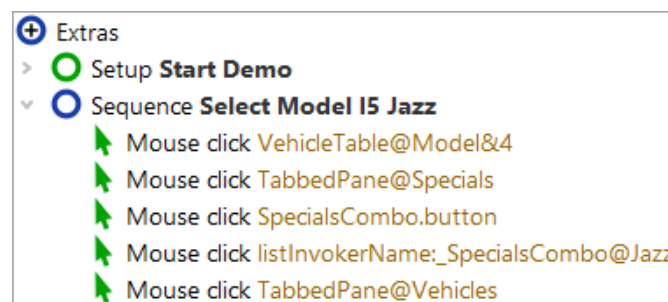 Extras
Setup Start Demo
Sequence Select Model I5 Jazz
Mouse click VehicleTable@Model&4
Mouse click TabbedPane@Specials
Mouse click SpecialsCombo.button
Mouse click listInvokerName:_SpecialsCombo@Jazz
Mouse click TabbedPane@Vehicles